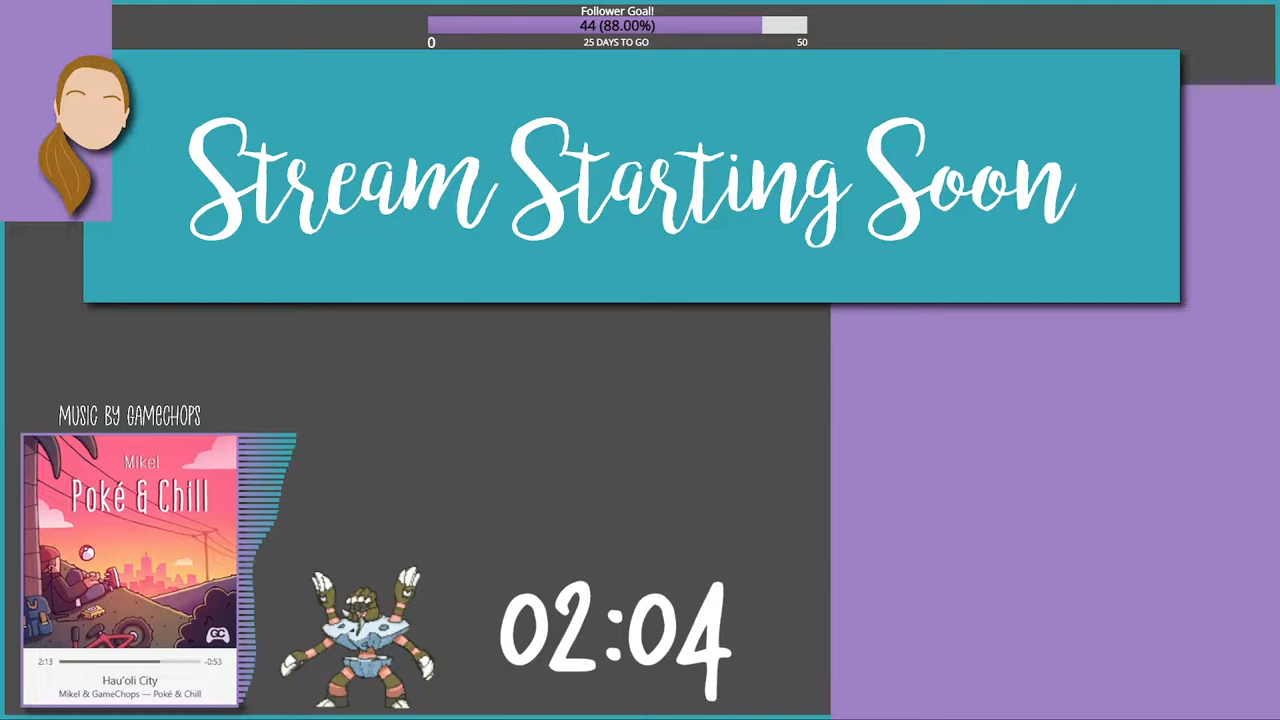 Follower Goal!
44 (88.00%)
0 25 DAYS TO GO 50
Stream Starting Soon
MUSIC BY GAMECHOPS
Mikel
Poké & Chill
GC
2:13 -0:53
Hau'oli City
Mikel & GameChops — Poké & Chill
02:04